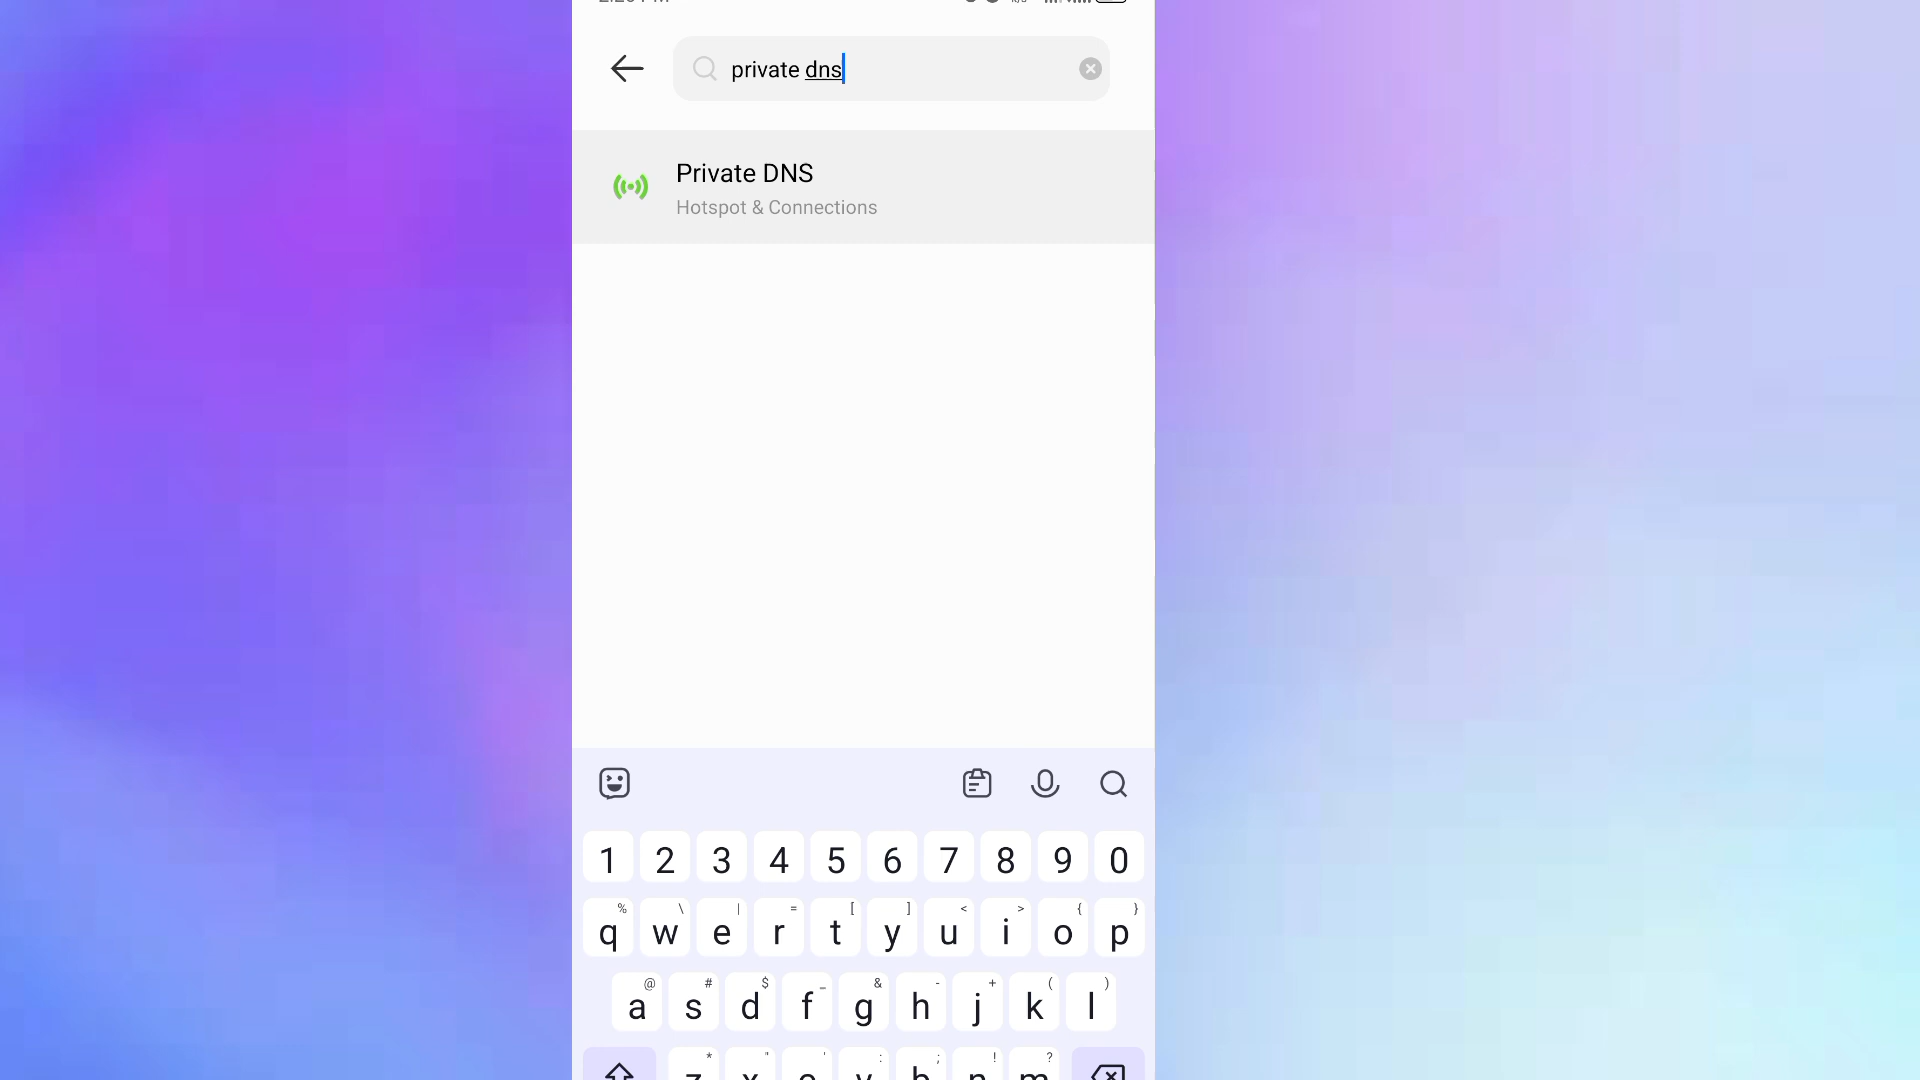 private dns
Private DNS
Hotspot & Connections
1 2 3 4 5 6 7 8 9 0
% \ | = [ ] < > { }
q w e r t y u i o p
@ # $ _ & - + ( )
a s d f g h j k l
* " ' : ; ! ?
z x c v b n m